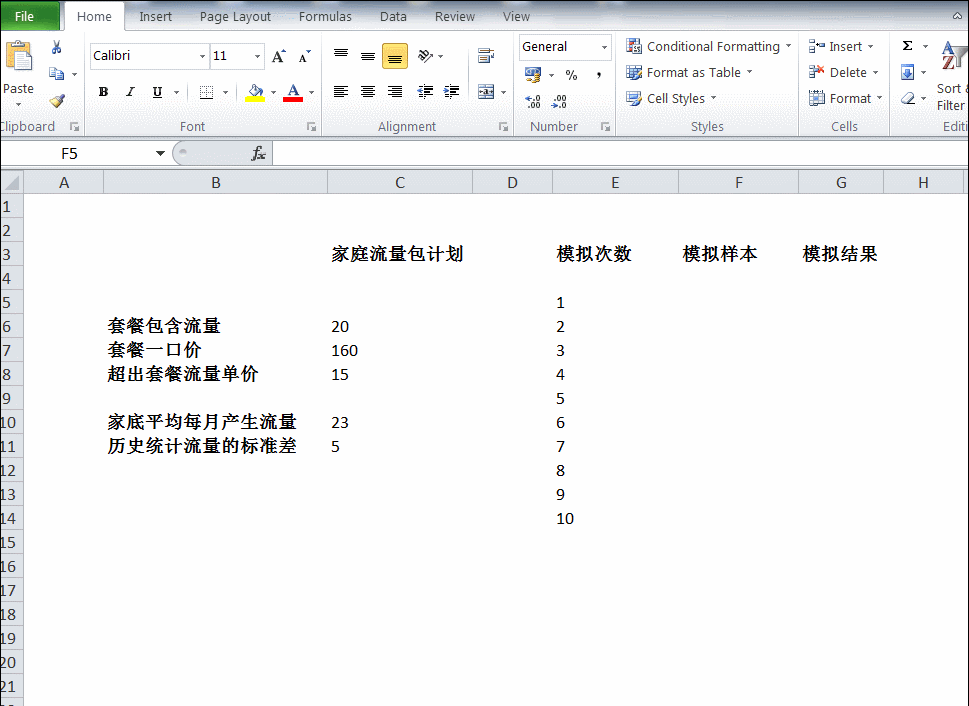 File Home Insert Page Layout Formulas Data Review View
Calibri 11 General Conditional Formatting Insert Σ
Paste % , Format as Table Delete
B I U A Cell Styles Format Sort &
Filter
Clipboard Font Alignment Number Styles Cells Editi
F5 fx
A B C D E F G H
1
2
3 家庭流量包计划 模拟次数 模拟样本 模拟结果
4
5 1
6 套餐包含流量 20 2
7 套餐一口价 160 3
8 超出套餐流量单价 15 4
9 5
10 家底平均每月产生流量 23 6
11 历史统计流量的标准差 5 7
12 8
13 9
14 10
15
16
17
18
19
20
21